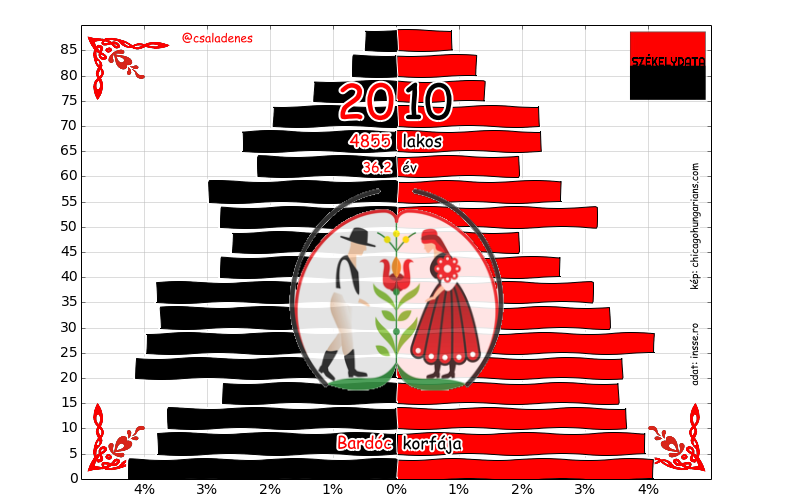 @csaladenes
SZÉKELYDATA
2010
4855 lakos
36,2 év
kép: chicagohungarians.com
adat: insse.ro
Bardóc korfája
85
80
75
70
65
60
55
50
45
40
35
30
25
20
15
10
5
0
4% 3% 2% 1% 0% 1% 2% 3% 4%